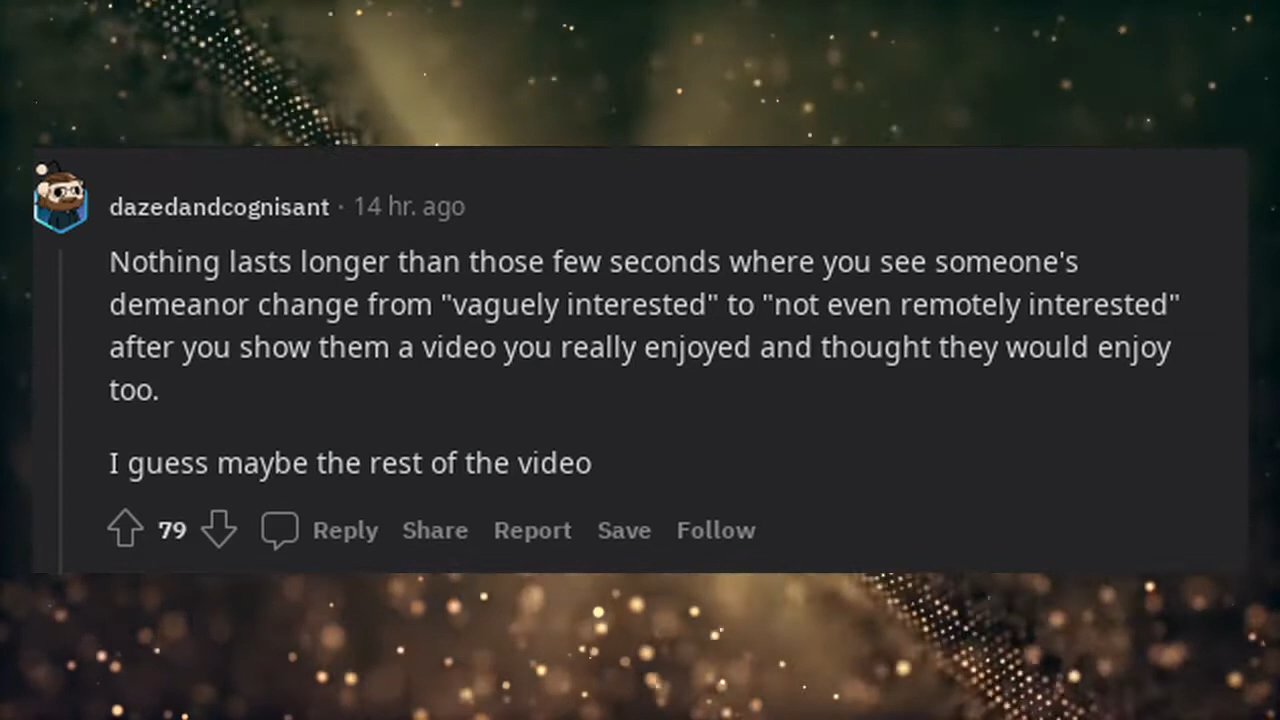 dazedandcognisant · 14 hr. ago
Nothing lasts longer than those few seconds where you see someone's
demeanor change from "vaguely interested" to "not even remotely interested"
after you show them a video you really enjoyed and thought they would enjoy
too.
I guess maybe the rest of the video
79 Reply Share Report Save Follow